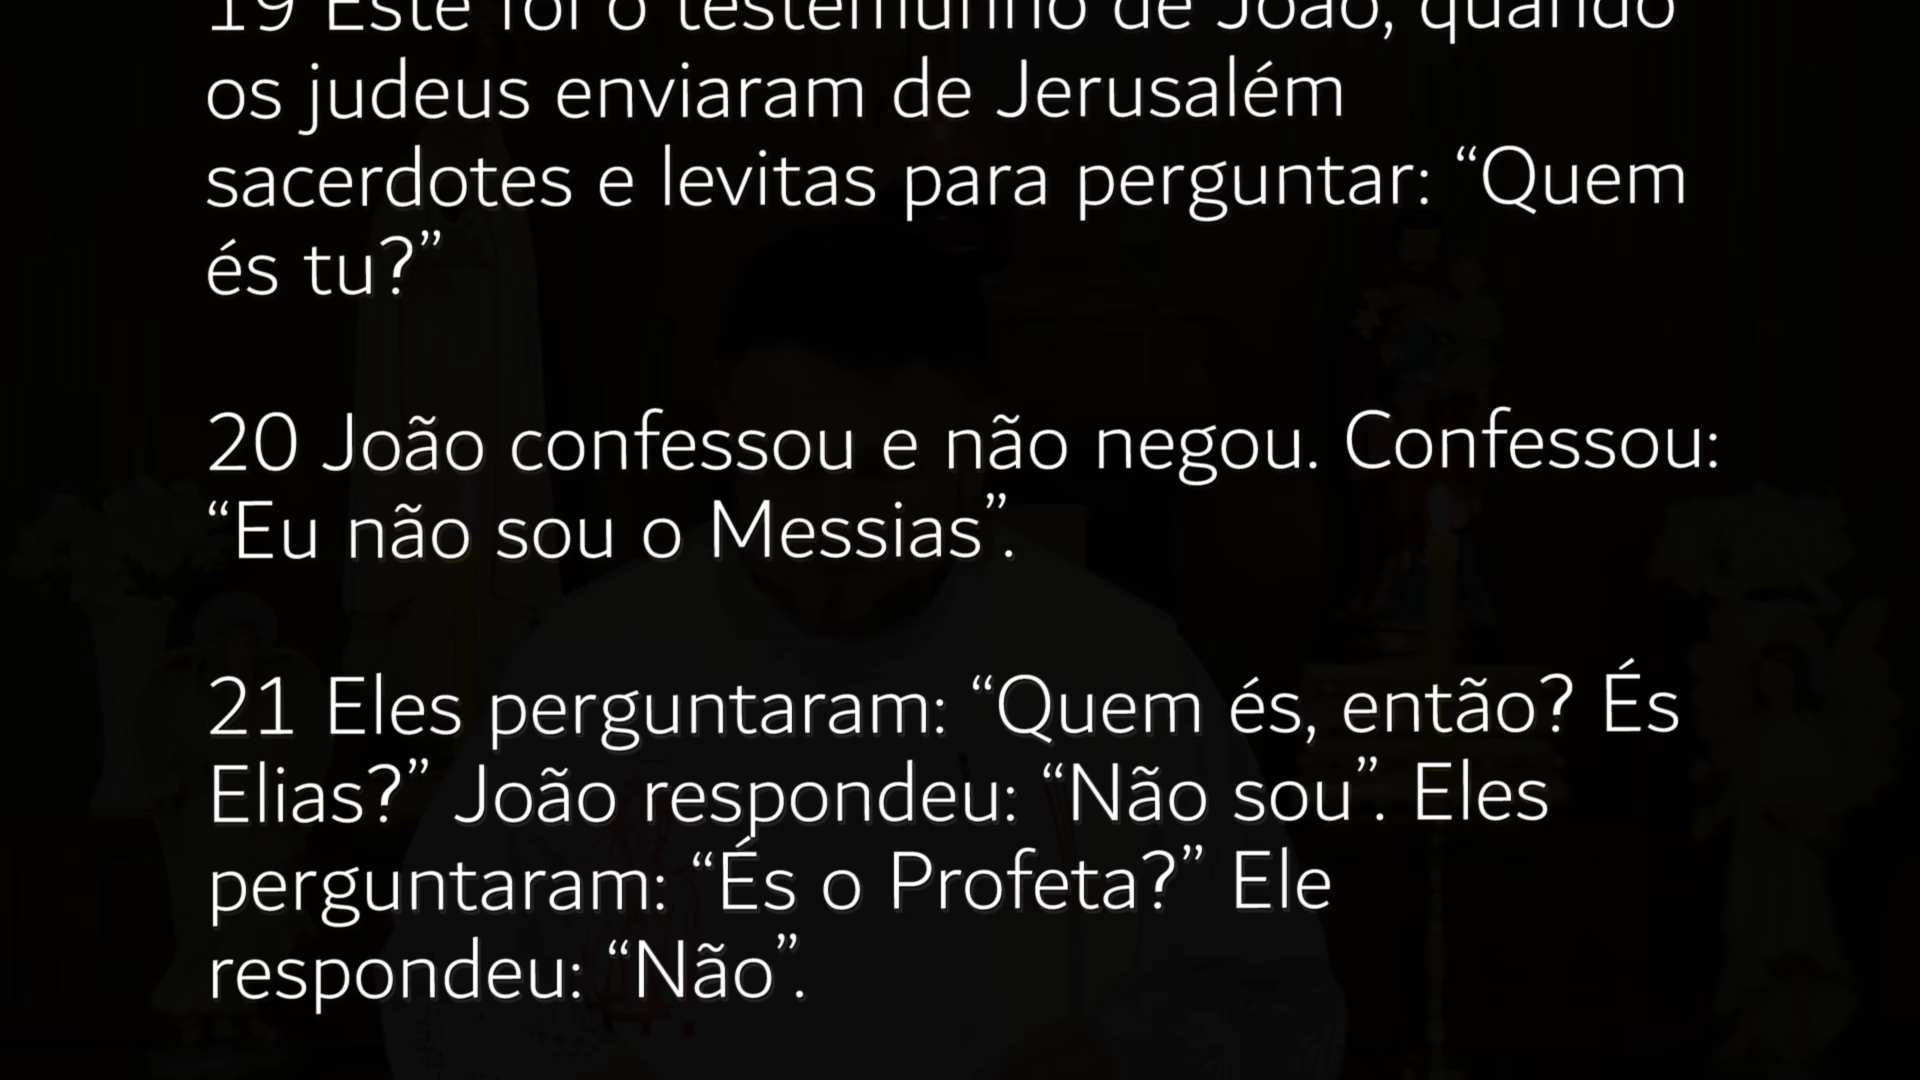 19 Este foi o testemunho de João, quando
os judeus enviaram de Jerusalém
sacerdotes e levitas para perguntar: “Quem
és tu?”
20 João confessou e não negou. Confessou:
“Eu não sou o Messias”.
21 Eles perguntaram: “Quem és, então? És
Elias?” João respondeu: “Não sou”. Eles
perguntaram: “És o Profeta?” Ele
respondeu: “Não”.